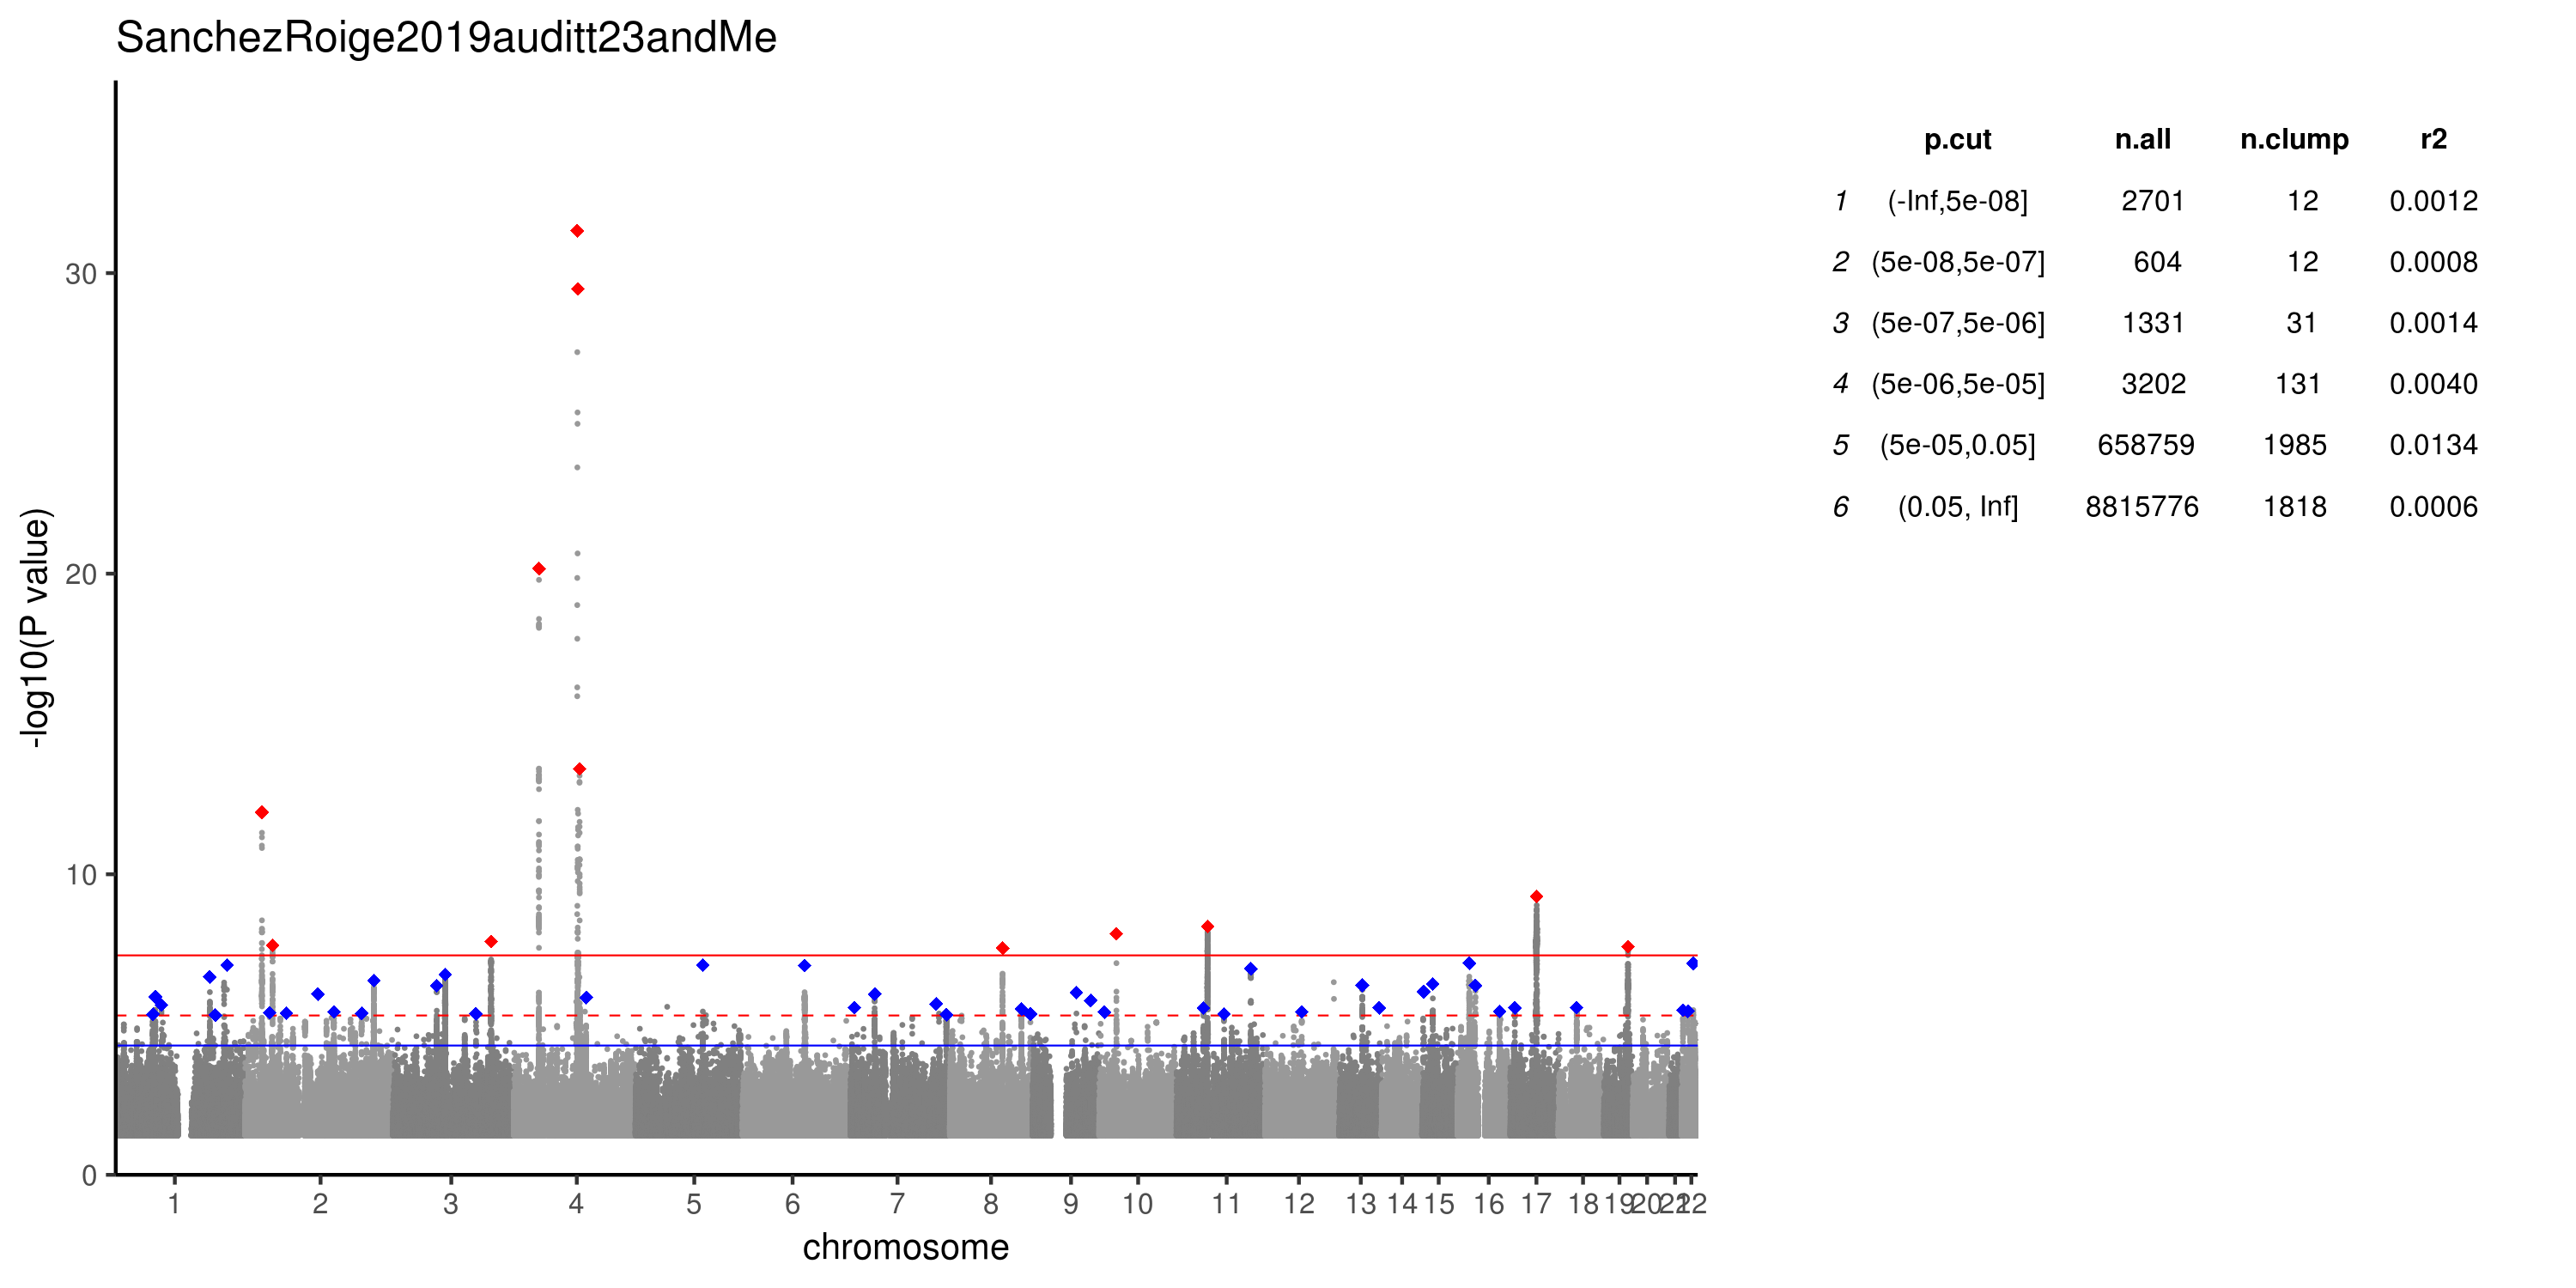 SanchezRoige2019auditt23andMe
-log10(P value)
30
20
10
0
1 2 3 4 5 6 7 8 9 10 11 12 13 14 15 16 17 18 19 20 21 22
chromosome
p.cut n.all n.clump r2
1 (-Inf,5e-08] 2701 12 0.0012
2 (5e-08,5e-07] 604 12 0.0008
3 (5e-07,5e-06] 1331 31 0.0014
4 (5e-06,5e-05] 3202 131 0.0040
5 (5e-05,0.05] 658759 1985 0.0134
6 (0.05, Inf] 8815776 1818 0.0006